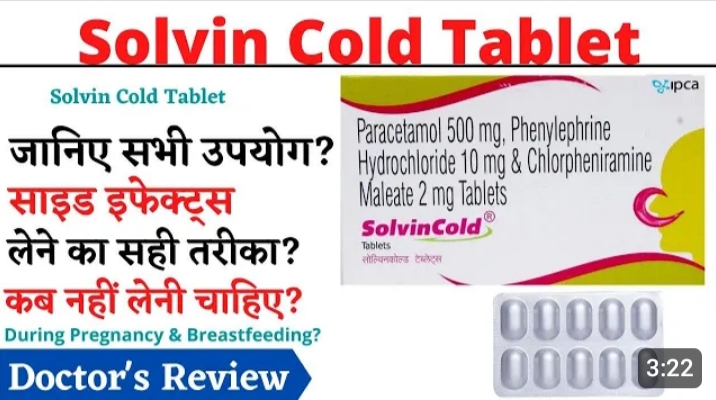 Solvin Cold Tablet
Solvin Cold Tablet
जानिए सभी उपयोग?
साइड इफेक्ट्स
लेने का सही तरीका?
कब नहीं लेनी चाहिए?
During Pregnancy & Breastfeeding?
Doctor's Review
ipca
Paracetamol 500 mg, Phenylephrine
Hydrochloride 10 mg & Chlorpheniramine
Maleate 2 mg Tablets
SolvinCold®
Tablets
सोल्विनकोल्ड टेब्लेट्स
3:22